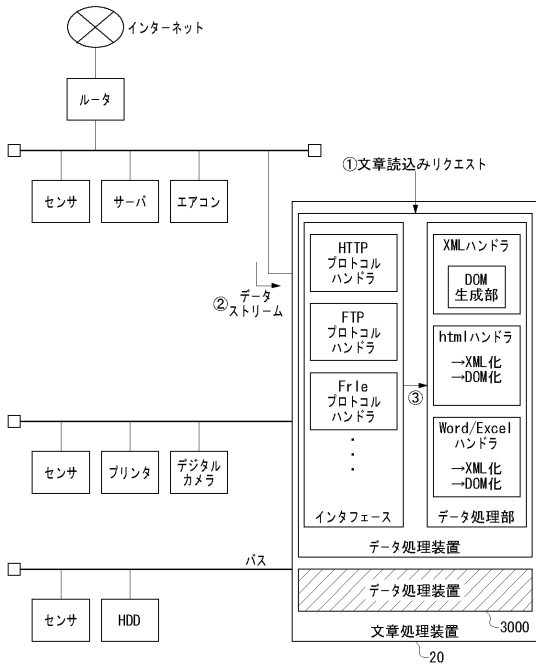 インターネット
ルータ
センサ
サーバ
エアコン
①文章読込みリクエスト
②データ
ストリーム
HTTP
プロトコル
ハンドラ
FTP
プロトコル
ハンドラ
Frle
プロトコル
ハンドラ
・
・
・
インタフェース
③
XMLハンドラ
DOM
生成部
htmlハンドラ
→XML化
→DOM化
Word/Excel
ハンドラ
→XML化
→DOM化
データ処理部
データ処理装置
センサ
プリンタ
デジタル
カメラ
バス
センサ
HDD
データ処理装置
3000
文章処理装置
20